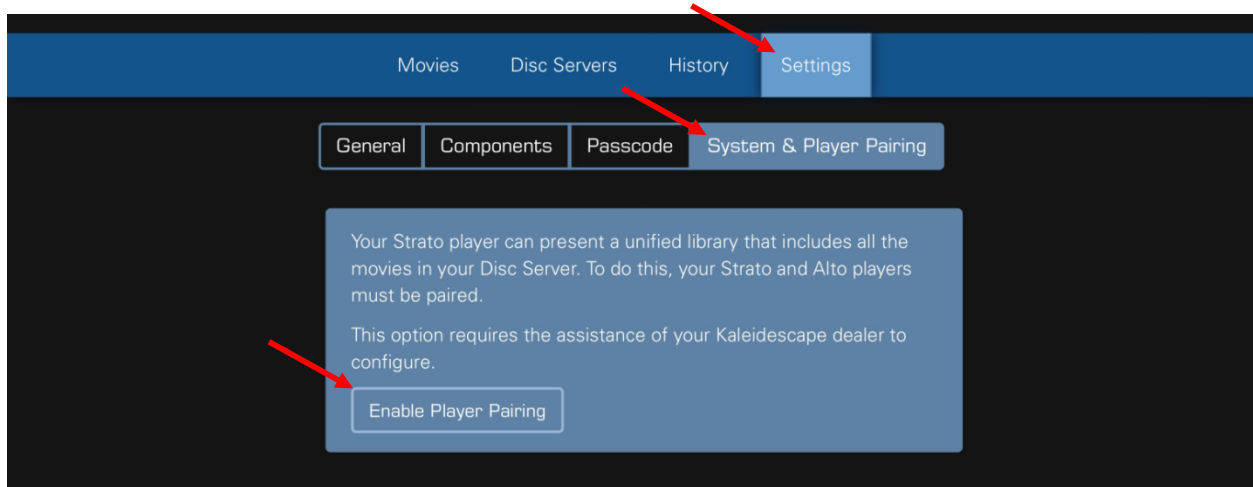 Movies Disc Servers History Settings
General Components Passcode System & Player Pairing
Your Strato player can present a unified library that includes all the
movies in your Disc Server. To do this, your Strato and Alto players
must be paired.
This option requires the assistance of your Kaleidescape dealer to
configure.
Enable Player Pairing